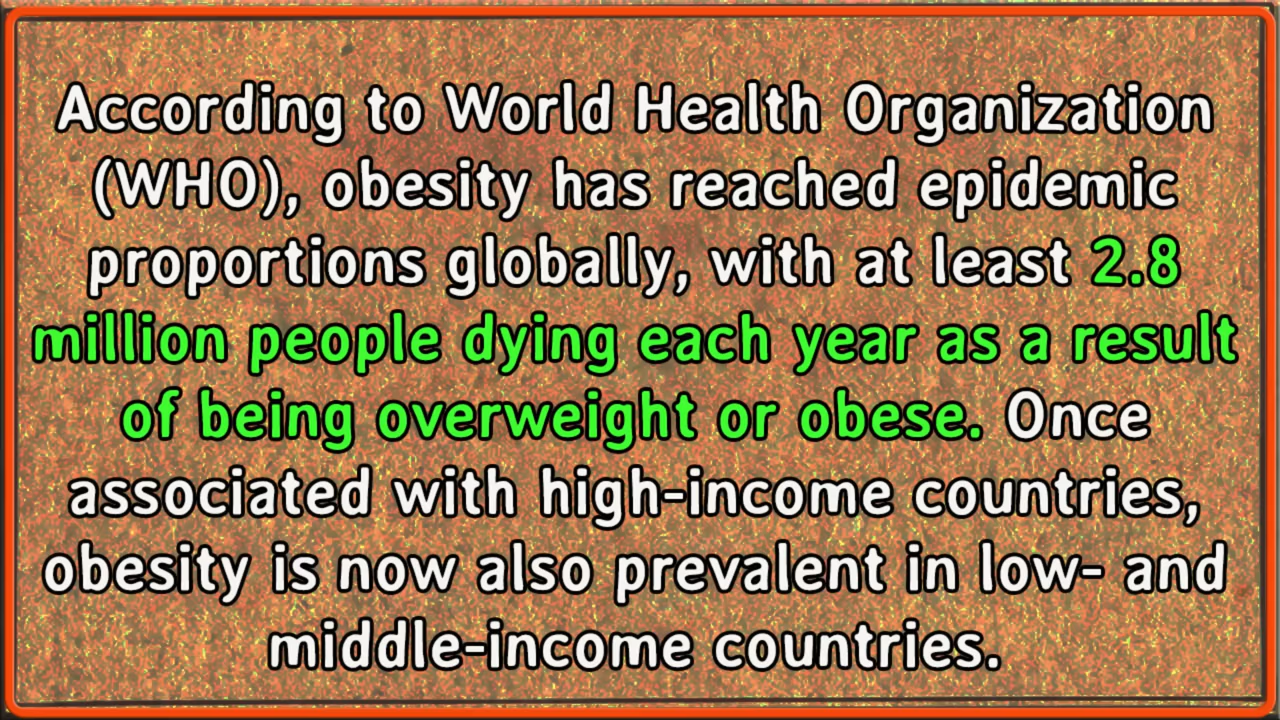 According to World Health Organization
(WHO), obesity has reached epidemic
proportions globally, with at least 2.8
million people dying each year as a result
of being overweight or obese. Once
associated with high-income countries,
obesity is now also prevalent in low- and
middle-income countries.